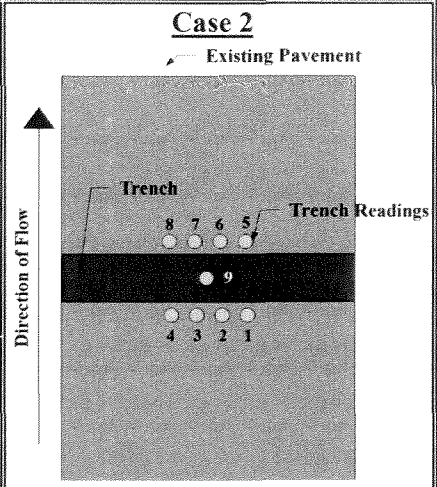 Case 2
Existing Pavement
Trench
8 7 6 5
Trench Readings
9
4 3 2 1
Direction of Flow